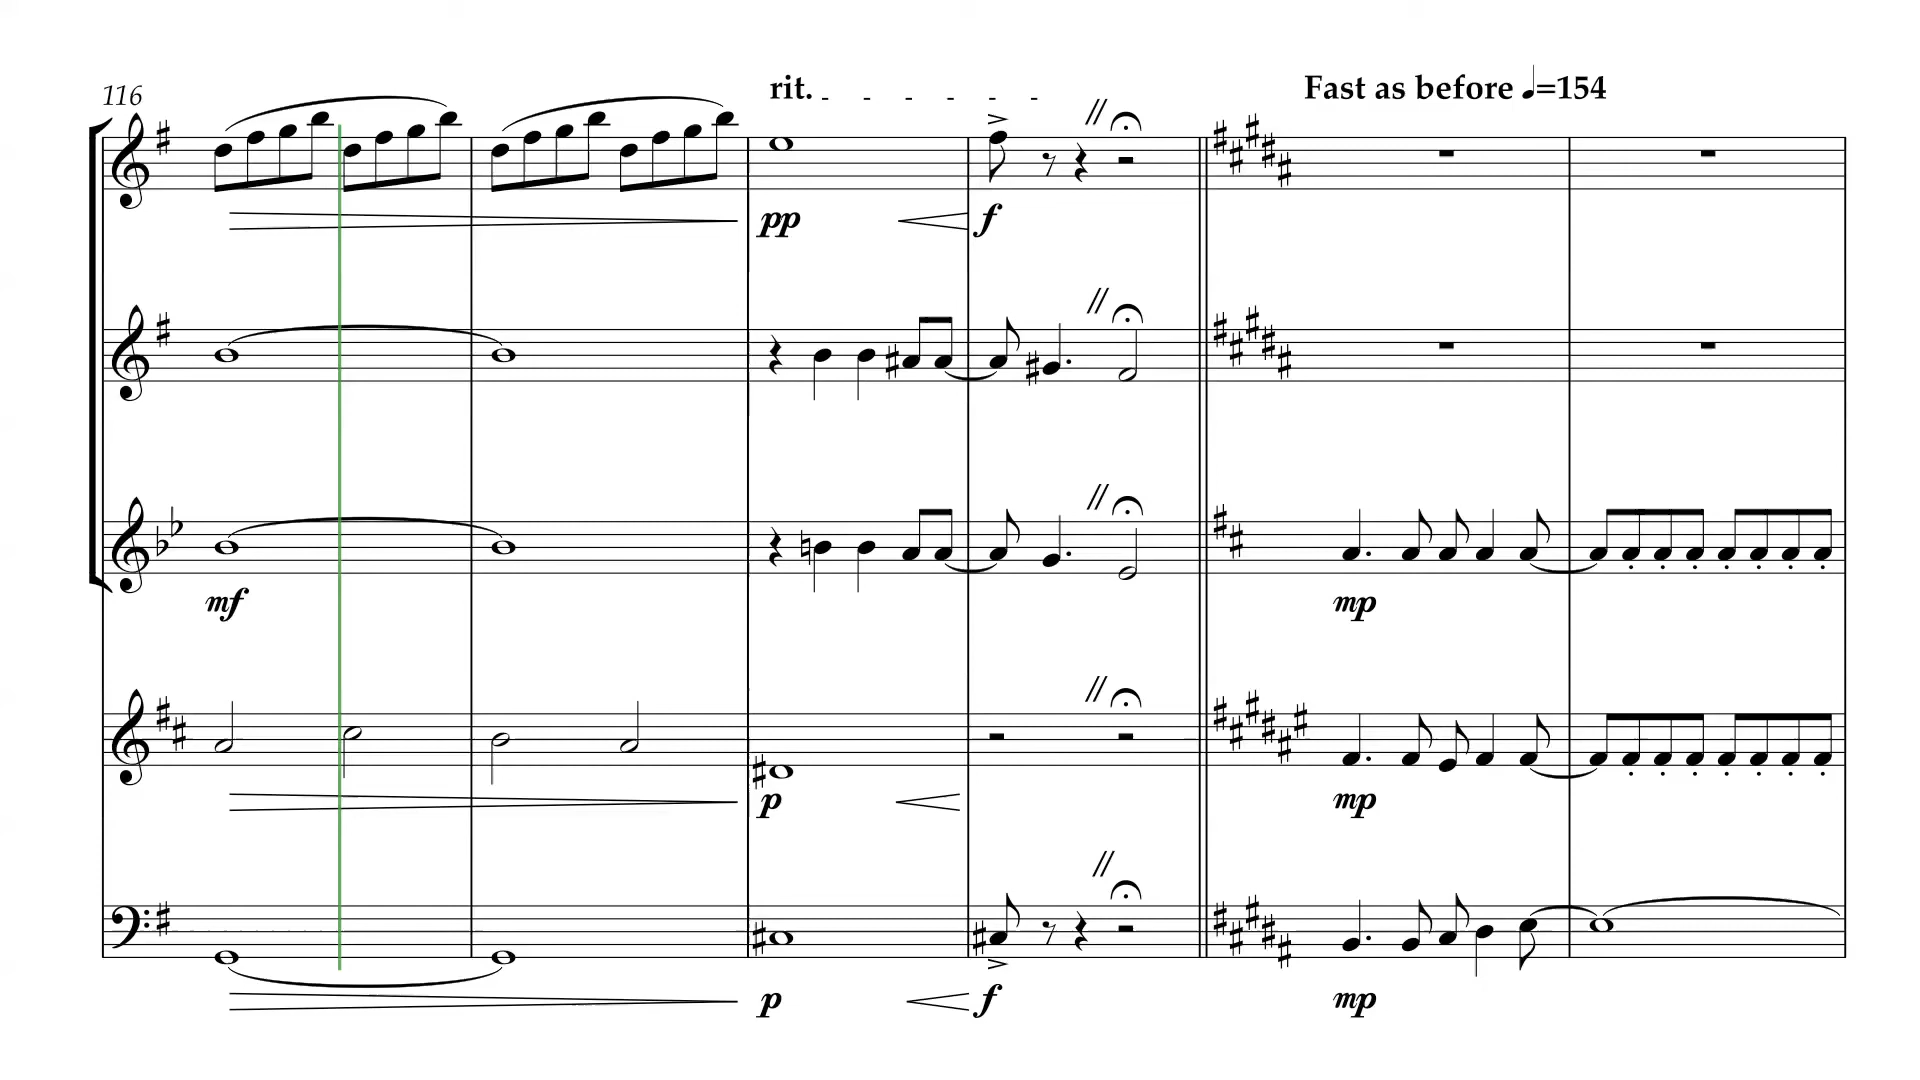 116
rit.
Fast as before ♩=154
pp
f
mf
mp
p
mp
p
f
mp